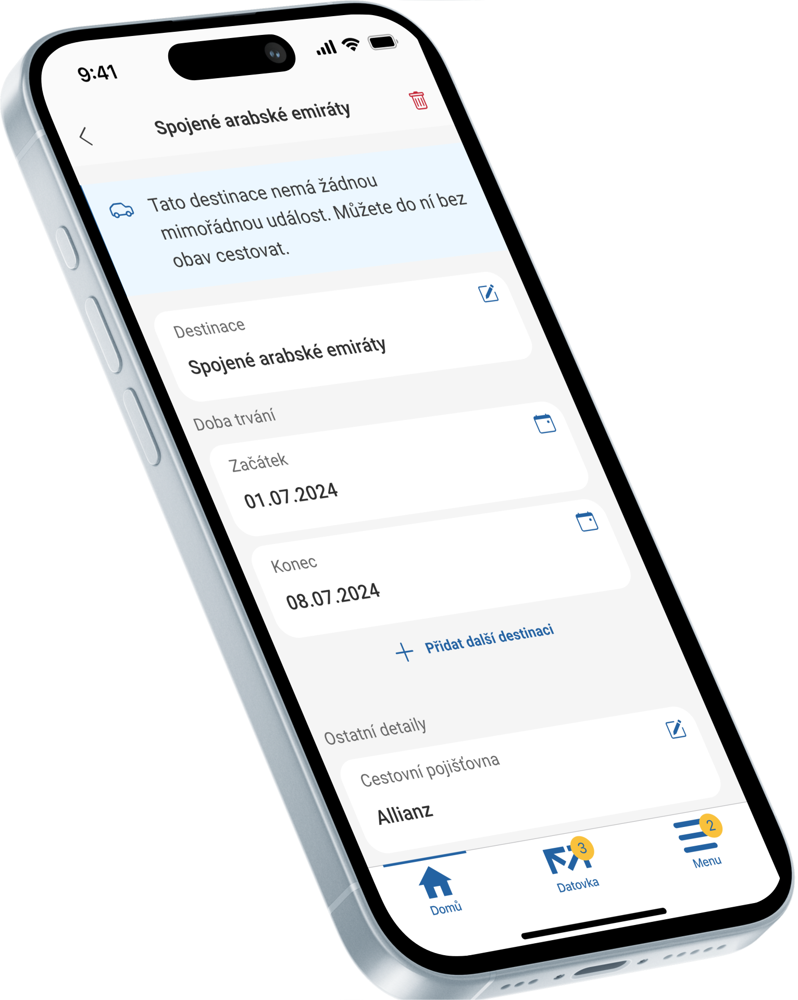 9:41
Spojené arabské emiráty
Tato destinace nemá žádnou
mimořádnou událost. Můžete do ní bez
obav cestovat.
Destinace
Spojené arabské emiráty
Doba trvání
Začátek
01.07.2024
Konec
08.07.2024
Přidat další destinaci
Ostatní detaily
Cestovní pojišťovna
Allianz
3
2
Domů
Datovka
Menu